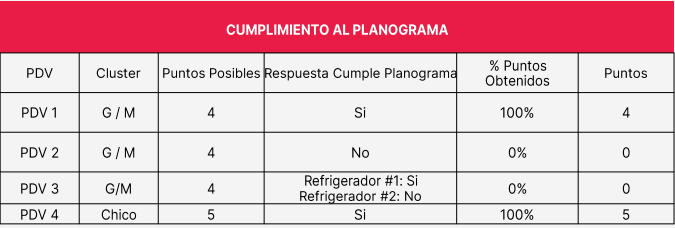 CUMPLIMIENTO AL PLANOGRAMA
PDV Cluster Puntos Posibles Respuesta Cumple Planograma % Puntos Obtenidos Puntos
PDV 1 G / M 4 Si 100% 4
PDV 2 G / M 4 No 0% 0
PDV 3 G/M 4 Refrigerador #1: Si Refrigerador #2: No 0% 0
PDV 4 Chico 5 Si 100% 5